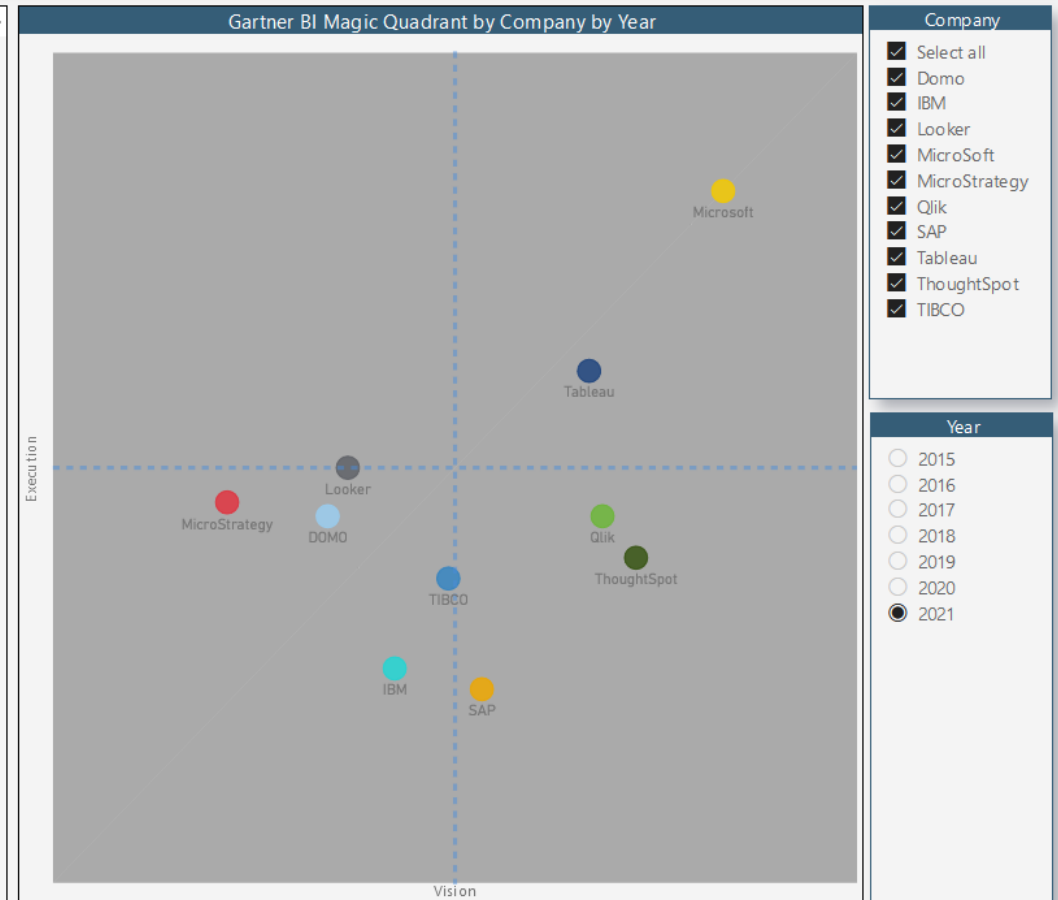 Gartner BI Magic Quadrant by Company by Year
Microsoft
Tableau
Execution
Looker
MicroStrategy
DOMO
Qlik
ThoughtSpot
TIBCO
IBM
SAP
Vision
Company
Select all
Domo
IBM
Looker
MicroSoft
MicroStrategy
Qlik
SAP
Tableau
ThoughtSpot
TIBCO
Year
2015
2016
2017
2018
2019
2020
2021